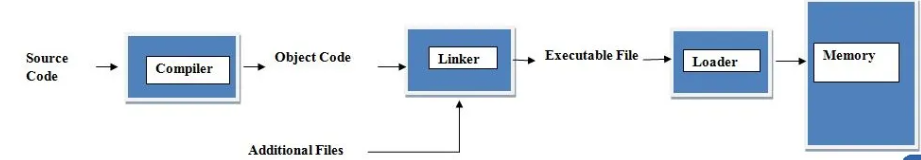 Source
Code
Compiler
Object Code
Linker
Executable File
Loader
Memory
Additional Files